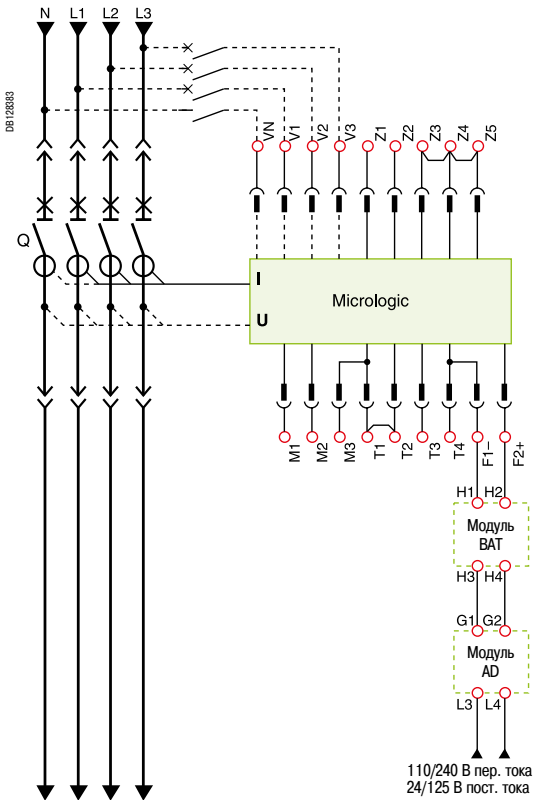 N L1 L2 L3
DB128383
VN V1 V2 V3 Z1 Z2 Z3 Z4 Z5
Q
I
Micrologic
U
M1 M2 M3 T1 T2 T3 T4 F1– F2+
H1 H2
Модуль
BAT
H3 H4
G1 G2
Модуль
AD
L3 L4
110/240 В пер. тока
24/125 В пост. тока